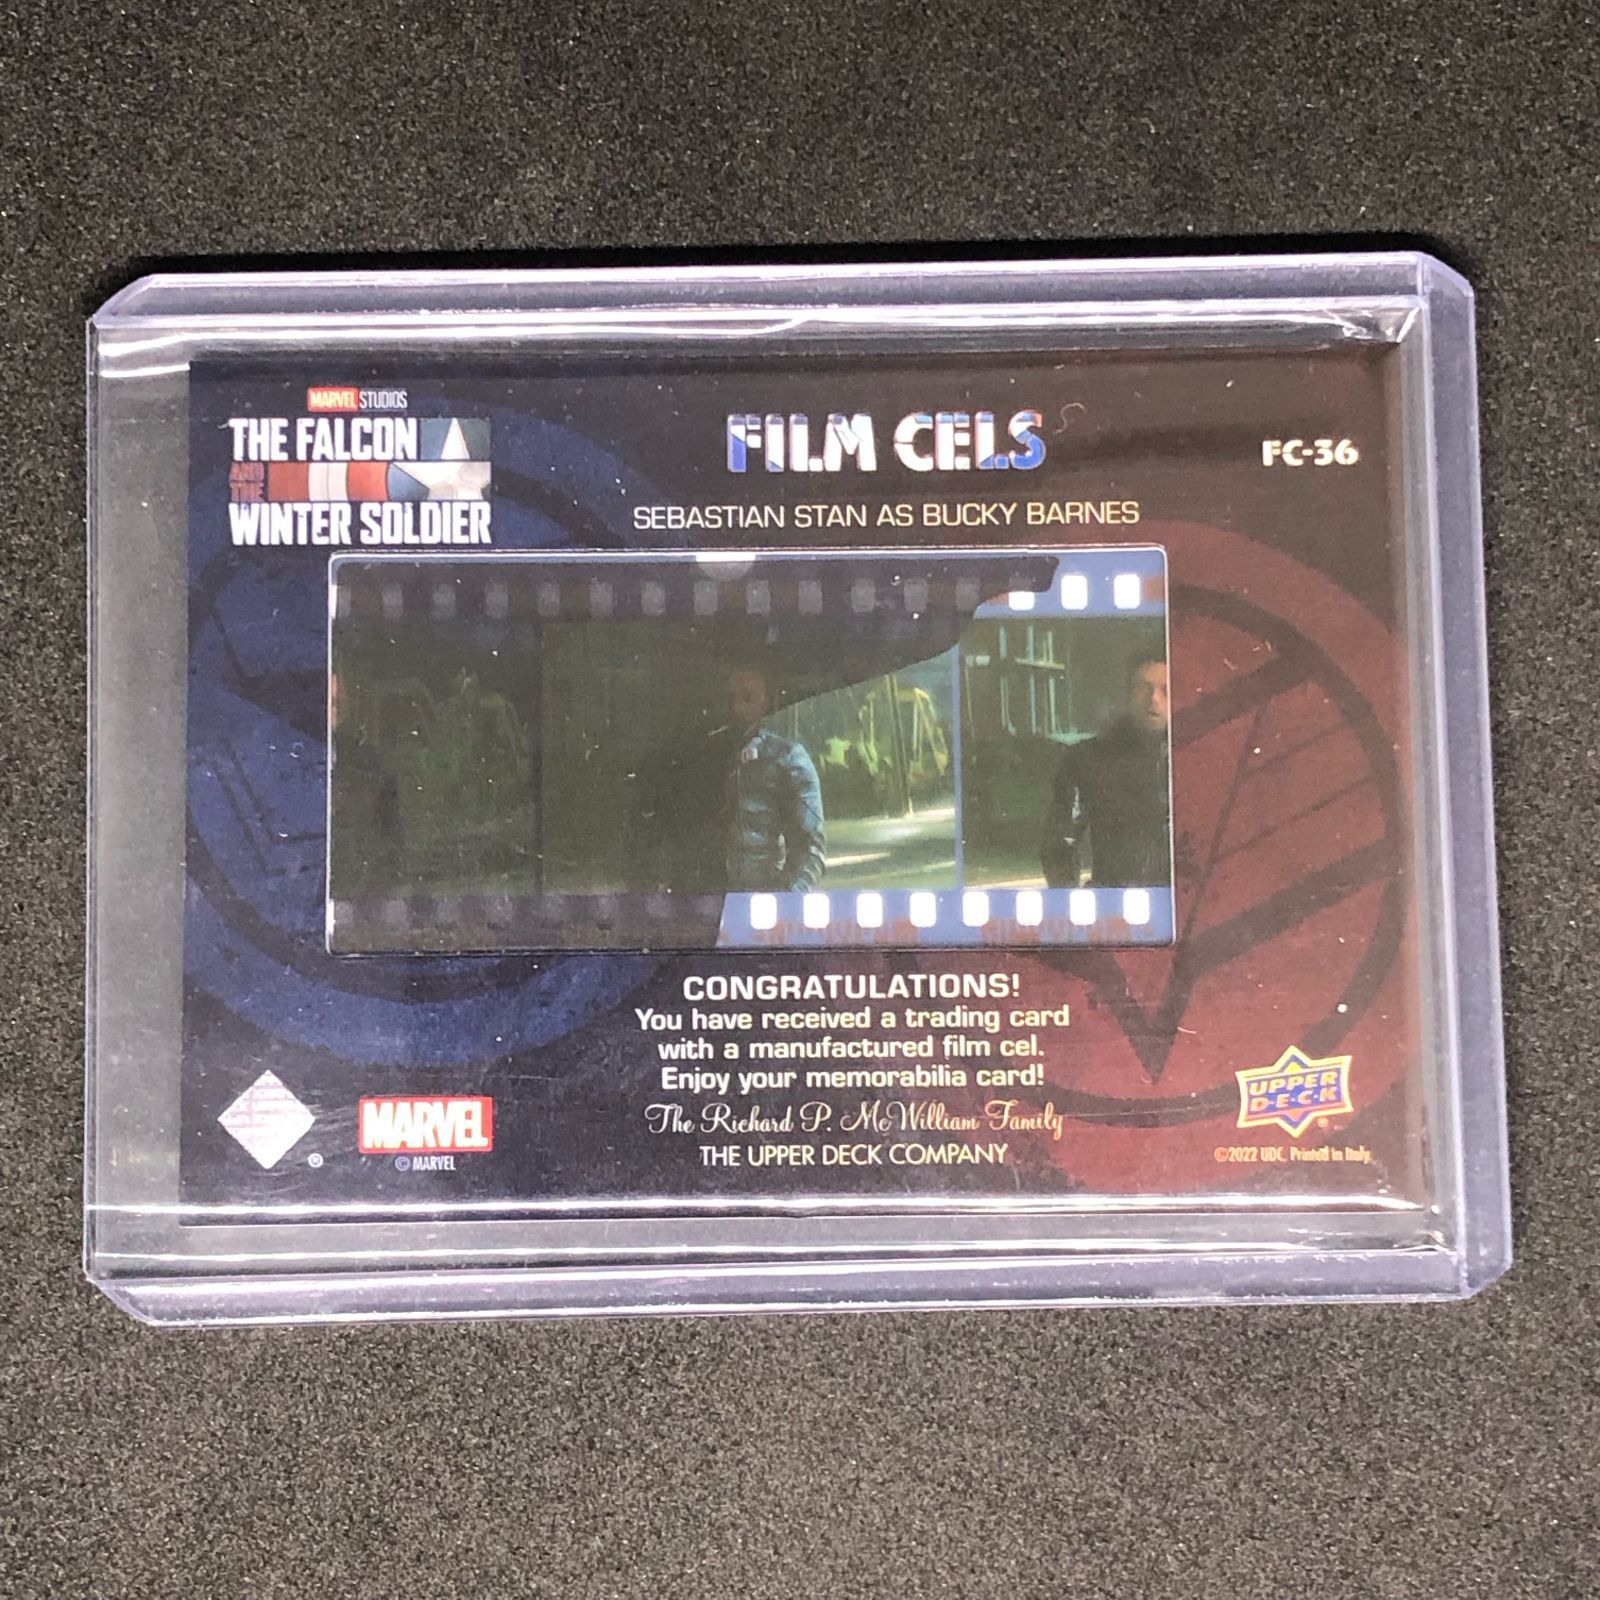 MARVEL STUDIOS
THE FALCON
AND THE
WINTER SOLDIER
FILM CELS
FC-36
SEBASTIAN STAN AS BUCKY BARNES
CONGRATULATIONS!
You have received a trading card
with a manufactured film cel.
Enjoy your memorabilia card!
The Richard P. McWilliam Family
THE UPPER DECK COMPANY
MARVEL
© MARVEL
UPPER
D·E·C·K
®
©2022 UDC. Printed in Italy.
®